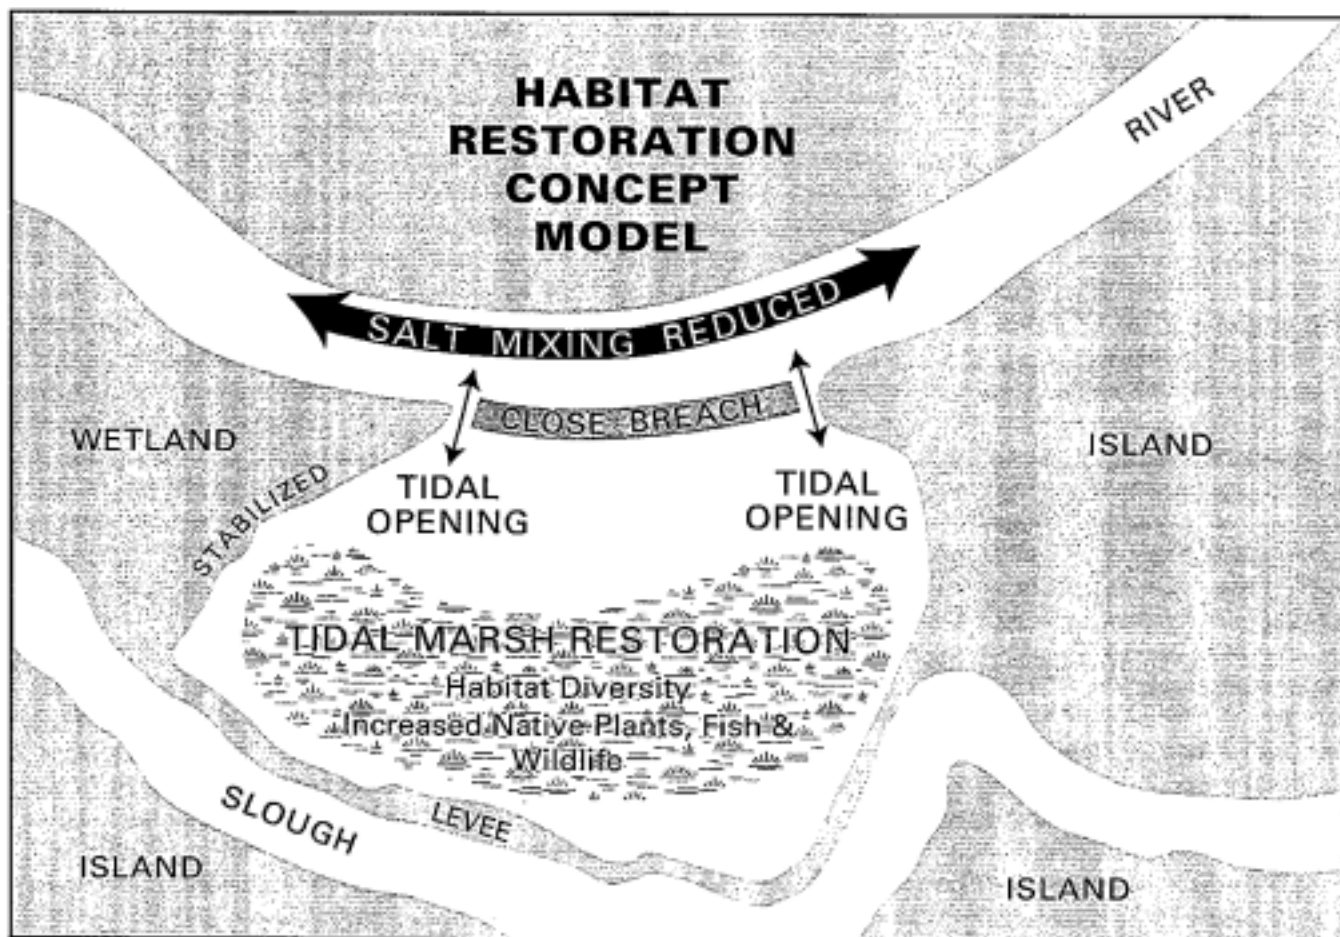 HABITAT
RESTORATION
CONCEPT
MODEL
RIVER
SALT MIXING REDUCED
CLOSE BREACH
WETLAND
ISLAND
STABILIZED
TIDAL
OPENING
TIDAL
OPENING
TIDAL MARSH RESTORATION
Habitat Diversity
Increased Native Plants, Fish &
Wildlife
SLOUGH
LEVEE
ISLAND
ISLAND